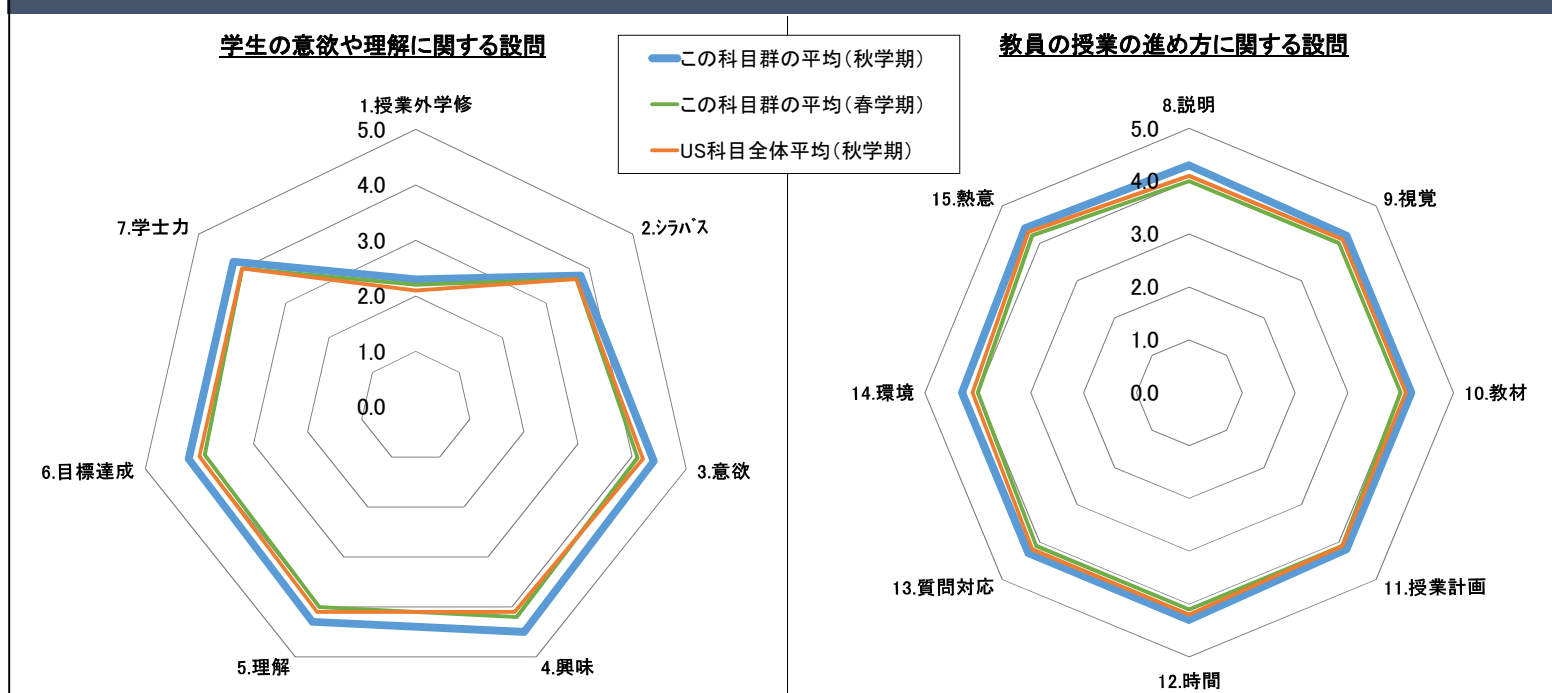 学生の意欲や理解に関する設問
この科目群の平均(秋学期)
この科目群の平均(春学期)
US科目全体平均(秋学期)
教員の授業の進め方に関する設問
1.授業外学修
5.0
4.0
3.0
2.0
1.0
0.0
2.シラバス
3.意欲
4.興味
5.理解
6.目標達成
7.学士力
8.説明
5.0
4.0
3.0
2.0
1.0
0.0
9.視覚
10.教材
11.授業計画
12.時間
13.質問対応
14.環境
15.熱意